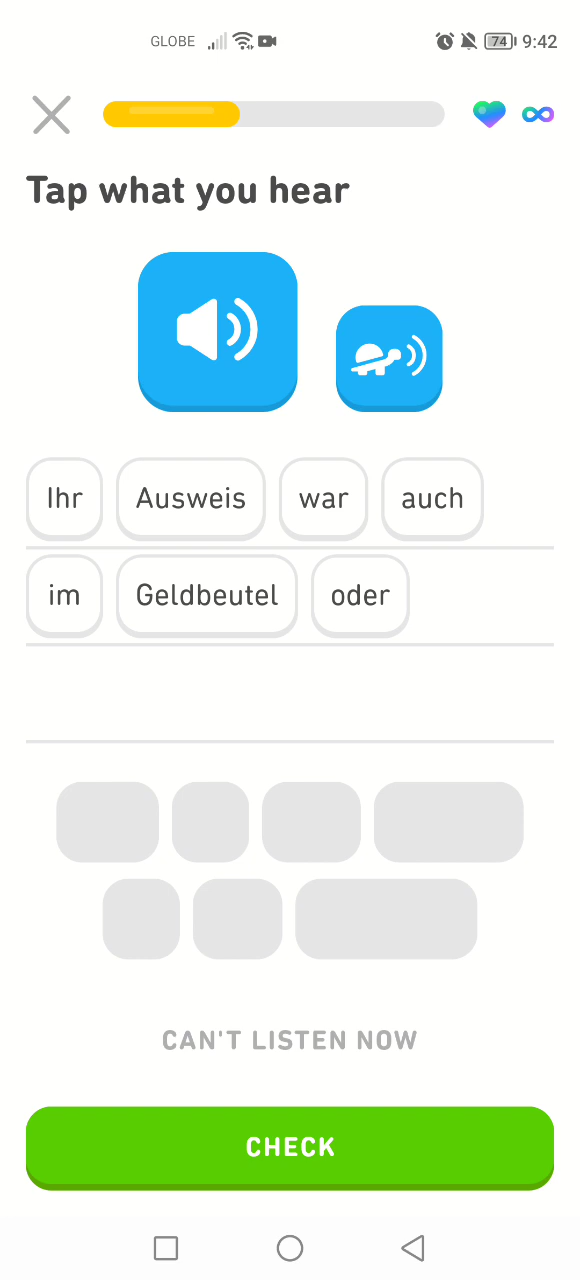 GLOBE 74 9:42
Tap what you hear
Ihr Ausweis war auch
im Geldbeutel oder
CAN'T LISTEN NOW
CHECK